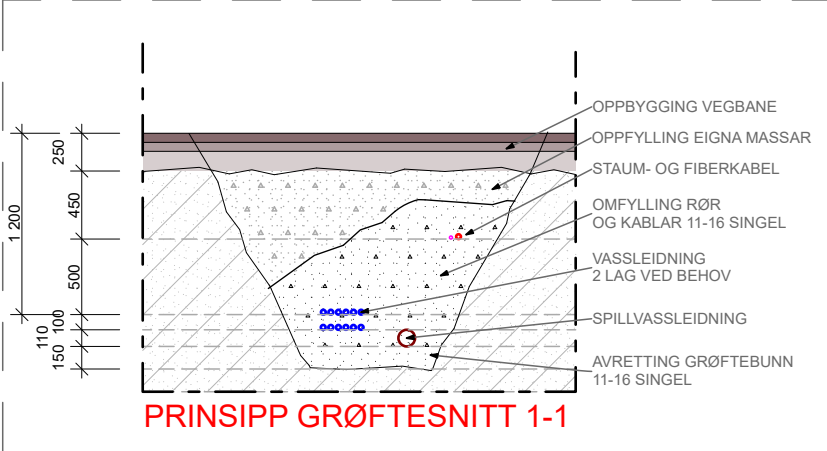 OPPBYGGING VEGBANE
OPPFYLLING EIGNA MASSAR
STAUM- OG FIBERKABEL
OMFYLLING RØR
OG KABLAR 11-16 SINGEL
VASSLEIDNING
2 LAG VED BEHOV
SPILLVASSLEIDNING
AVRETTING GRØFTEBUNN
11-16 SINGEL
1 200
250
450
500
100
110
150
PRINSIPP GRØFTESNITT 1-1